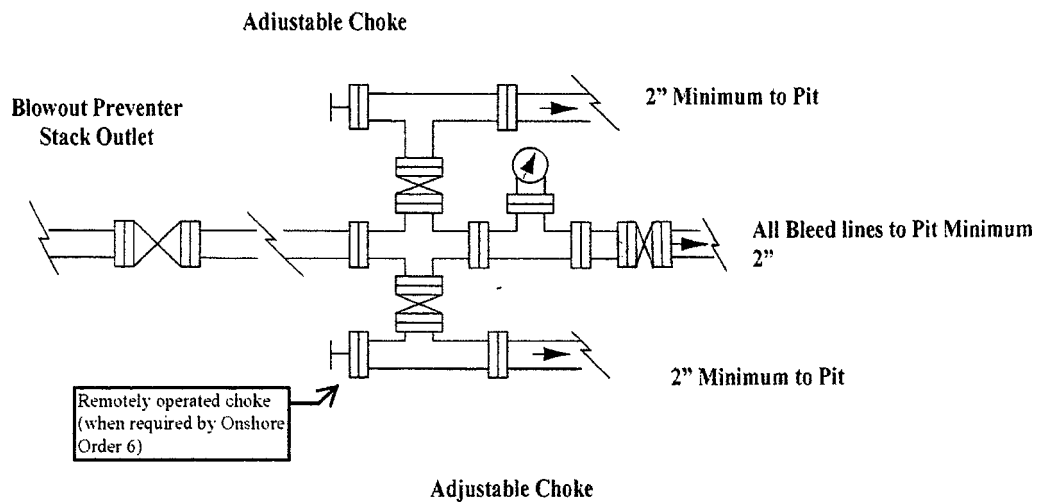 Adiustable Choke
Blowout Preventer
Stack Outlet
2” Minimum to Pit
All Bleed lines to Pit Minimum
2”
2” Minimum to Pit
Remotely operated choke
(when required by Onshore
Order 6)
Adjustable Choke